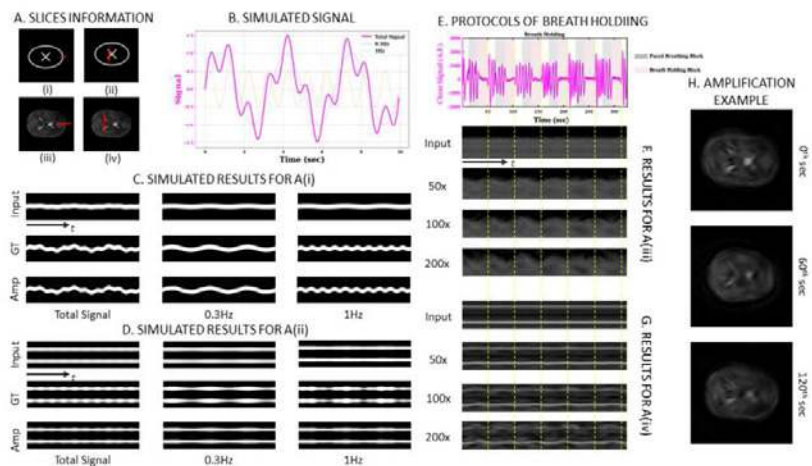 A. SLICES INFORMATION
(i)
(ii)
(iii)
(iv)
B. SIMULATED SIGNAL
Total Signal
1Hz
Signal
Time (sec)
C. SIMULATED RESULTS FOR A(i)
Input
t
GT
Amp
Total Signal
0.3Hz
1Hz
D. SIMULATED RESULTS FOR A(ii)
Input
t
GT
Amp
Total Signal
0.3Hz
1Hz
E. PROTOCOLS OF BREATH HOLDIING
Breath Holding
Paced Breathing Block
Breath Holding Block
Time (sec)
Input
t
50x
100x
200x
F. RESULTS FOR A(iii)
Input
50x
100x
200x
G. RESULTS FOR A(iv)
H. AMPLIFICATION
EXAMPLE
0th sec
60th sec
120th sec